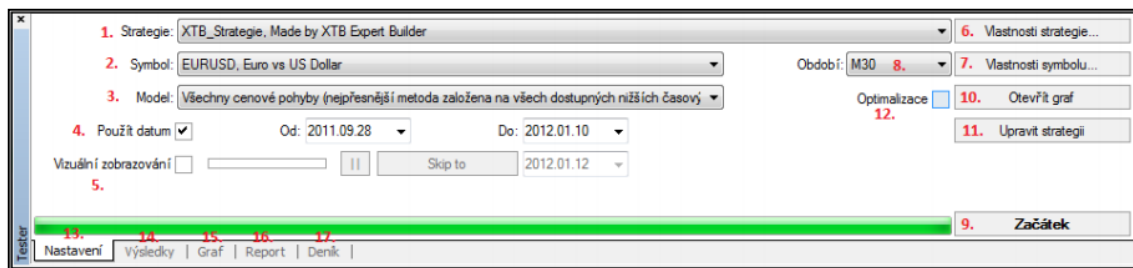 x
1. Strategie: XTB_Strategie, Made by XTB Expert Builder 6. Vlastnosti strategie...
2. Symbol: EURUSD, Euro vs US Dollar Období: M30 8. 7. Vlastnosti symbolu...
3. Model: Všechny cenové pohyby (nejpřesnější metoda založena na všech dostupných nižších časový Optimalizace 10. Otevřít graf
12.
4. Použít datum Od: 2011.09.28 Do: 2012.01.10 11. Upravit strategii
Vizuální zobrazování Skip to 2012.01.12
5.
9. Začátek
13. 14. 15. 16. 17.
Nastavení | Výsledky | Graf | Report | Deník |
Tester